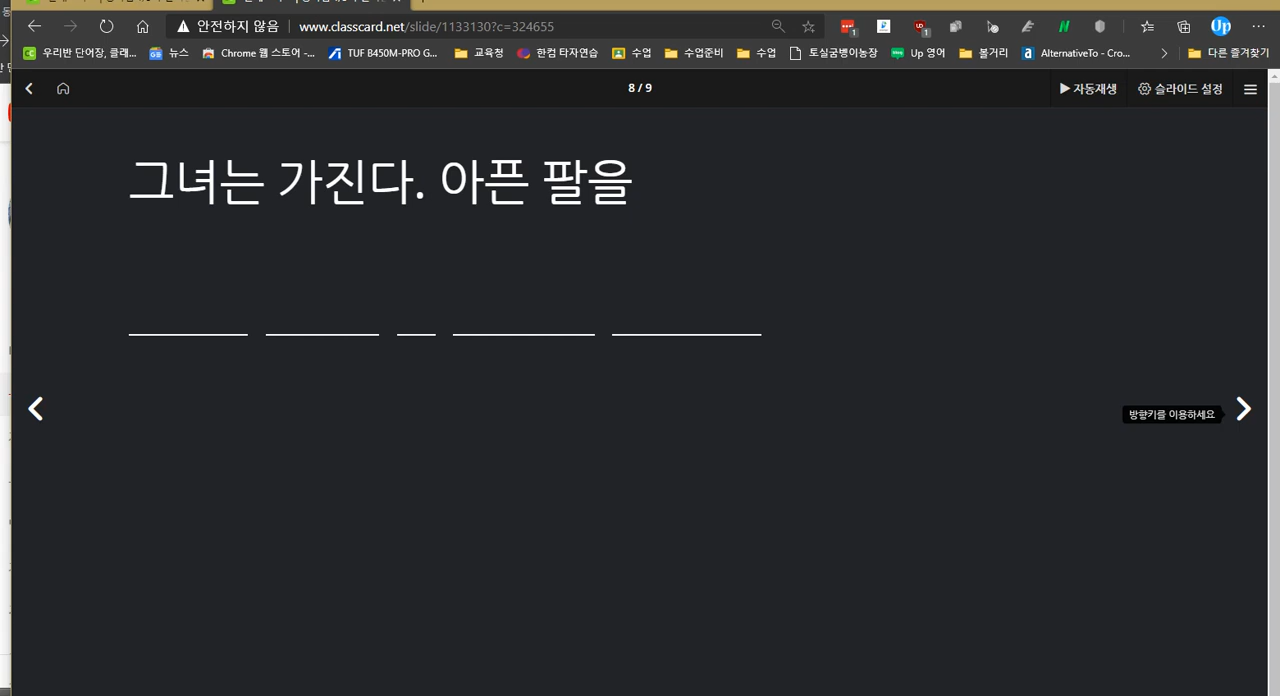 안전하지 않음 www.classcard.net/slide/1133130?c=324655
1 UD 1 N Up
우리반 단어장, 클래... 뉴스 Chrome 웹 스토어 -... TUF B450M-PRO G... 교육청 한컴 타자연습 수업 수업준비 수업 토실궁뱅이농장 Up 영어 볼거리 a AlternativeTo - Cro... 다른 즐겨찾기
8 / 9 자동재생 슬라이드 설정
그녀는 가진다. 아픈 팔을
방향키를 이용하세요